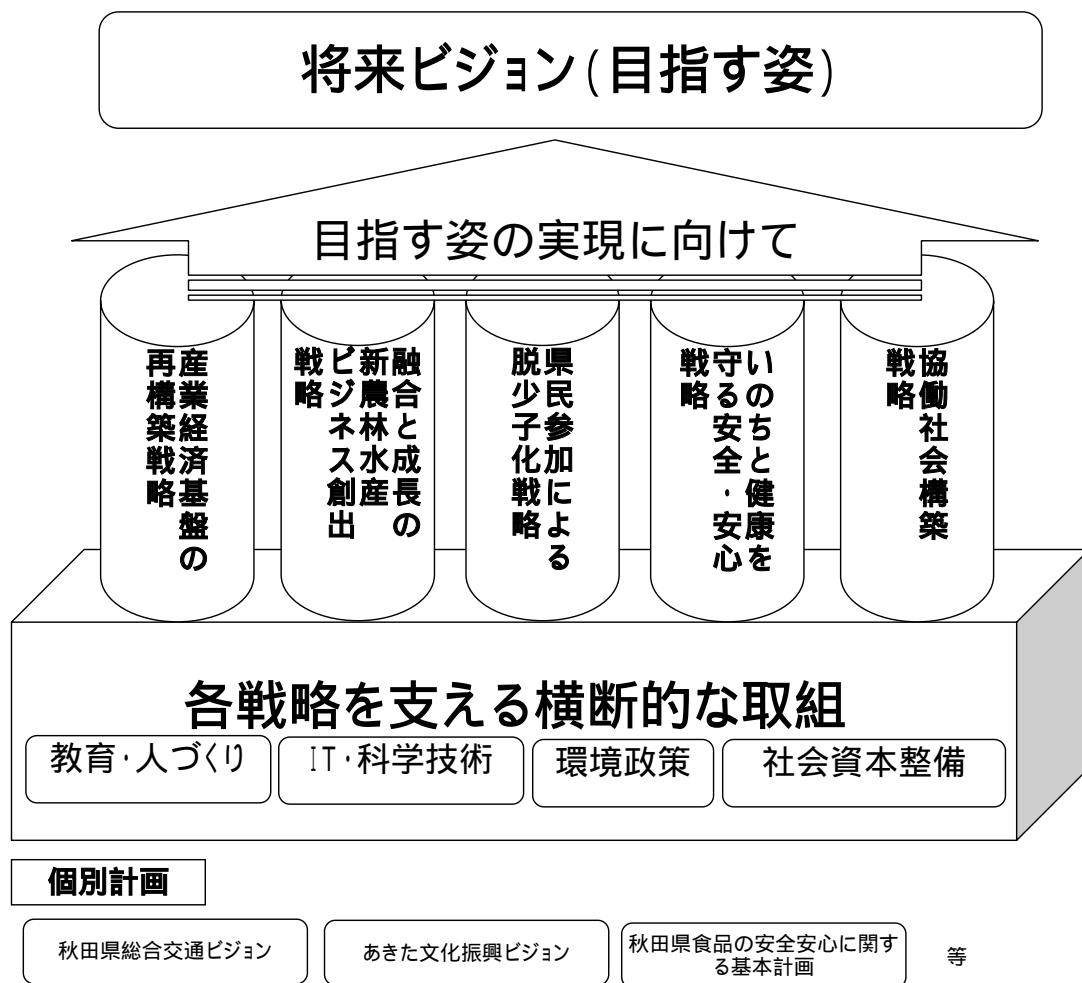 将来ビジョン(目指す姿)
目指す姿の実現に向けて
産業経済基盤の
再構築戦略
融合と成長の
新農林水産
ビジネス創出
戦略
県民参加による
脱少子化戦略
いのちと健康を
守る安全・安心
戦略
協働社会構築
戦略
各戦略を支える横断的な取組
教育・人づくり
IT・科学技術
環境政策
社会資本整備
個別計画
秋田県総合交通ビジョン
あきた文化振興ビジョン
秋田県食品の安全安心に関す
る基本計画
等